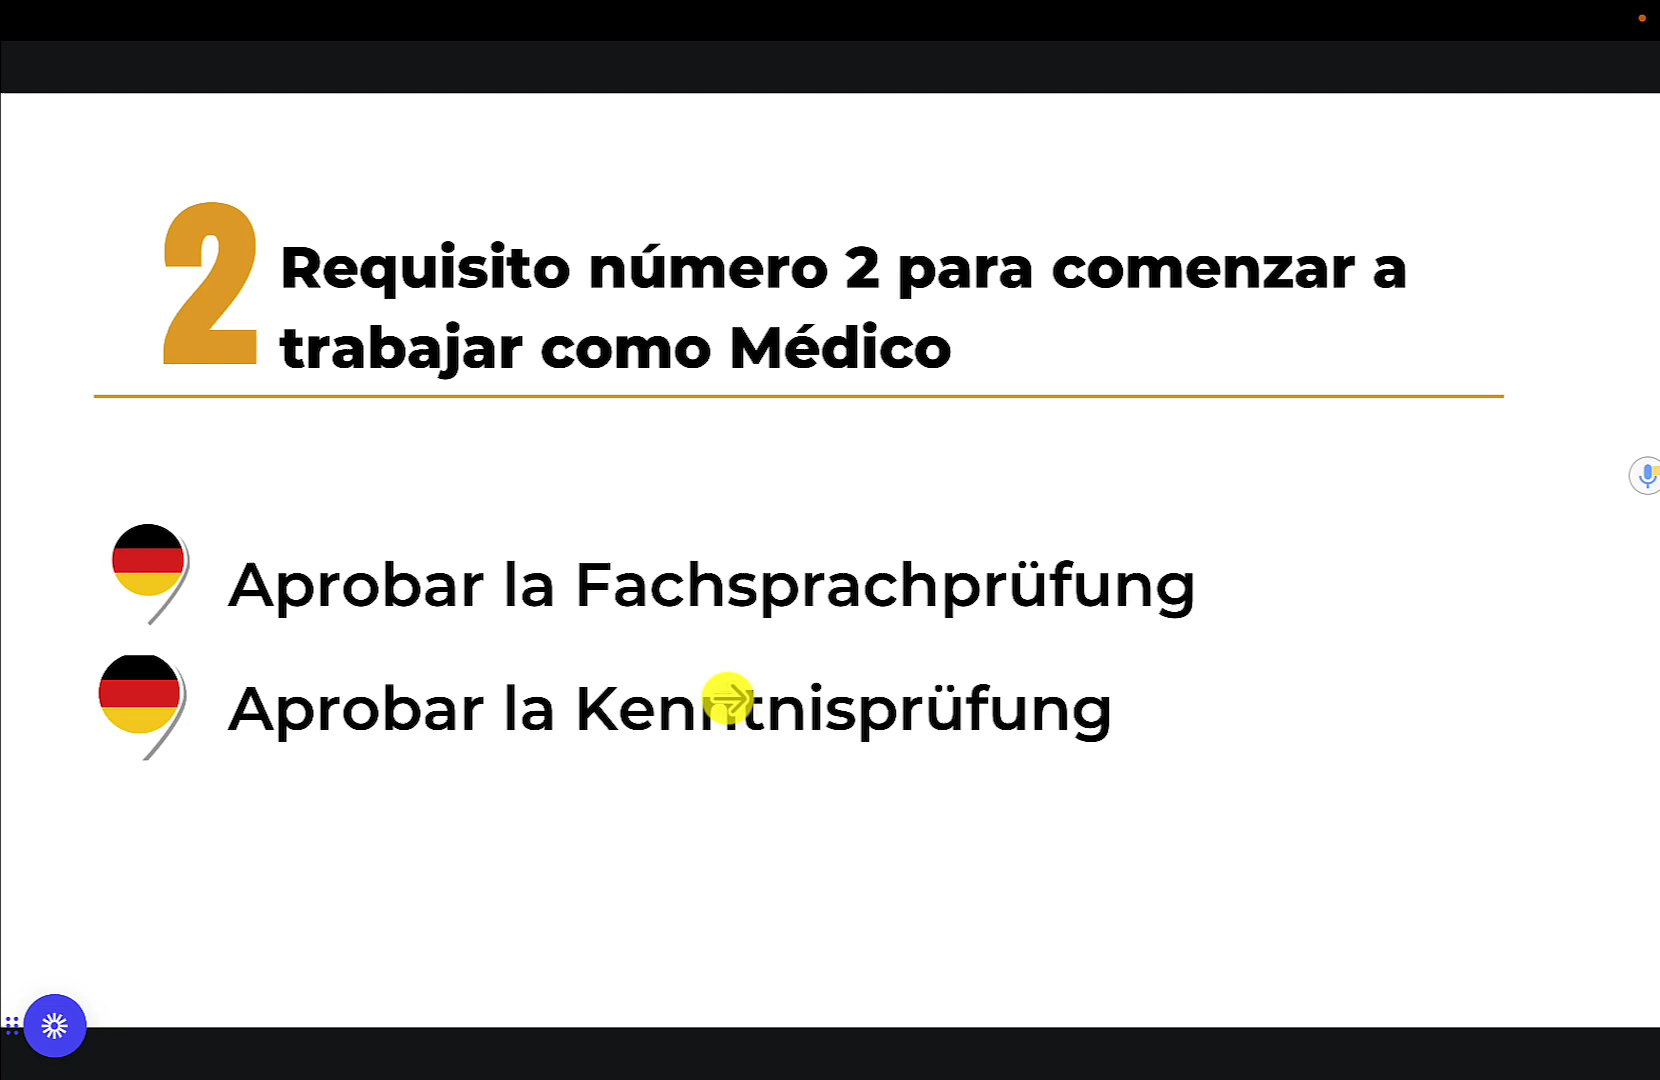 2
Requisito número 2 para comenzar a
trabajar como Médico
Aprobar la Fachsprachprüfung
Aprobar la Kenntnisprüfung